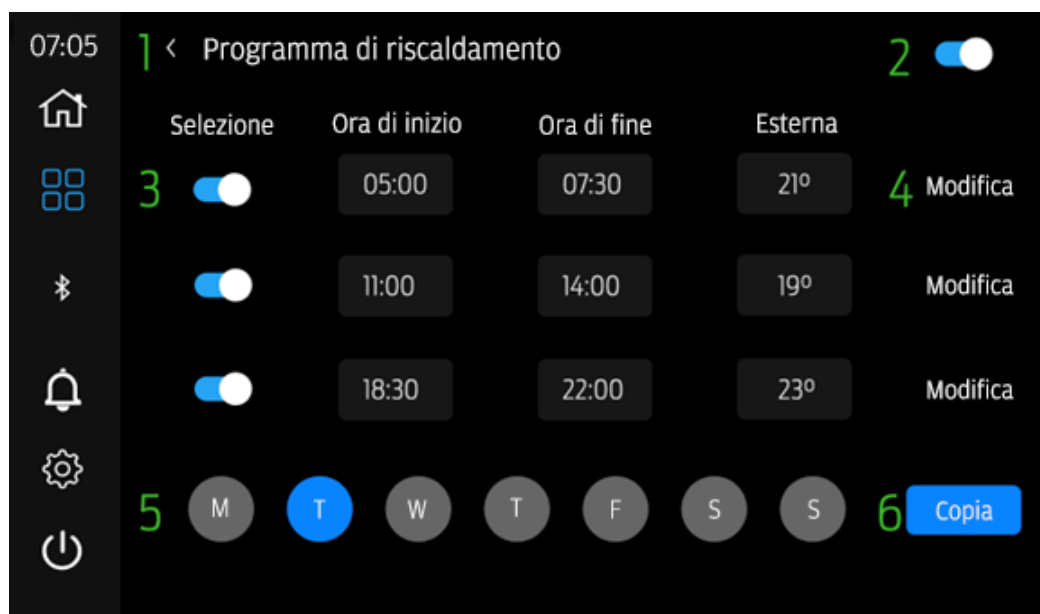 07:05 1 < Programma di riscaldamento 2
Selezione Ora di inizio Ora di fine Esterna
3 05:00 07:30 21º 4 Modifica
11:00 14:00 19º Modifica
18:30 22:00 23º Modifica
5 M T W T F S S 6 Copia